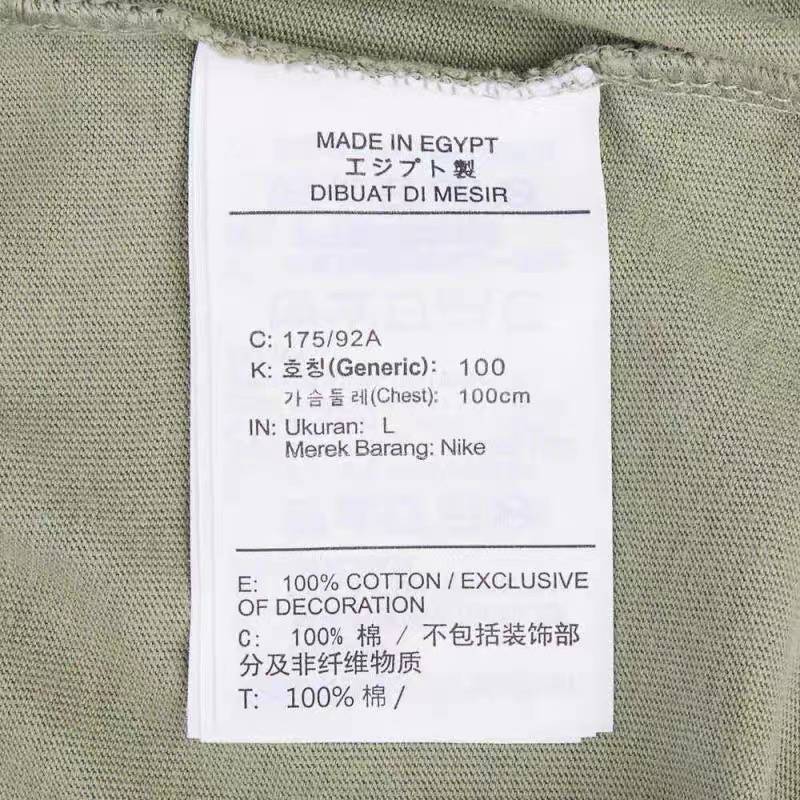 MADE IN EGYPT
エジプト製
DIBUAT DI MESIR
C: 175/92A
K: 호칭(Generic): 100
가슴둘레(Chest): 100cm
IN: Ukuran: L
Merek Barang: Nike
E: 100% COTTON / EXCLUSIVE
OF DECORATION
C: 100% 棉 / 不包括装饰部
分及非纤维物质
T: 100% 棉 /